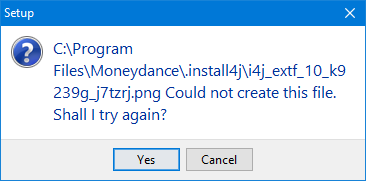 Setup
C:\Program
Files\Moneydance\.install4j\i4j_extf_10_k9
239g_j7tzrj.png Could not create this file.
Shall I try again?
Yes
Cancel